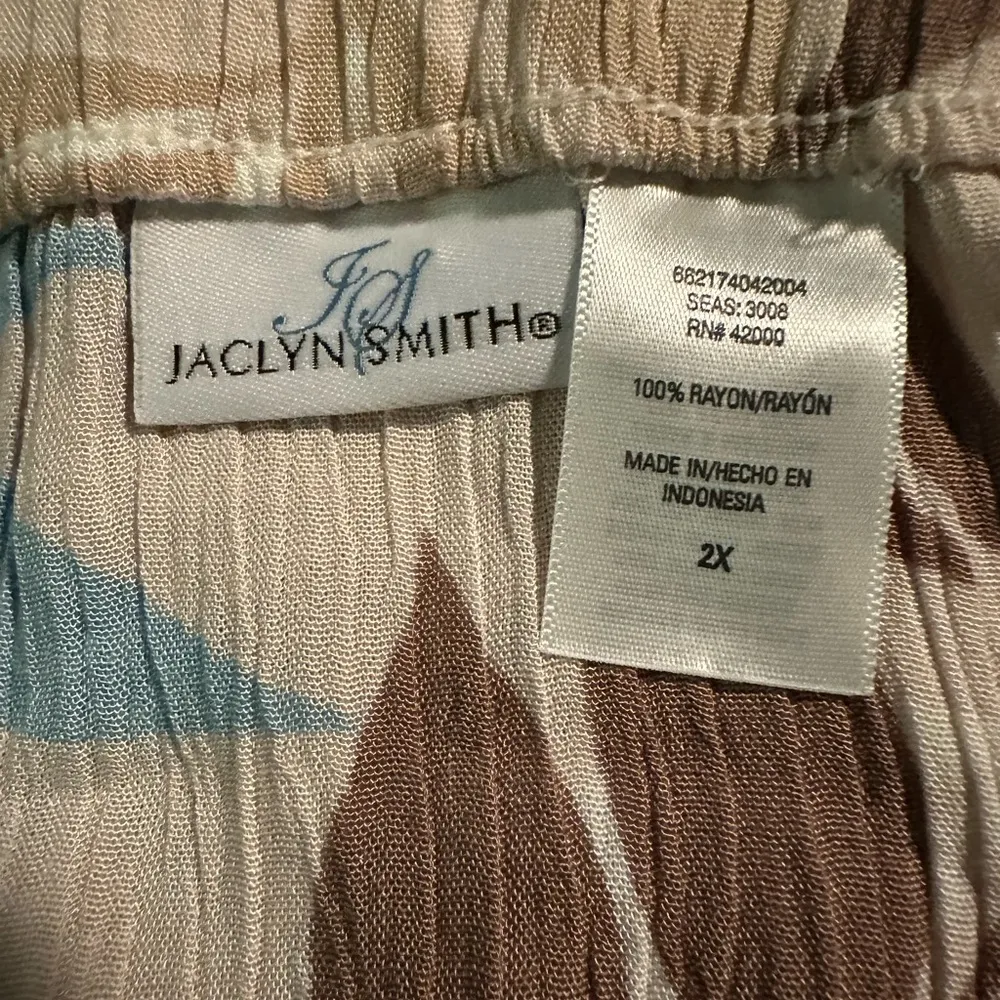 JS
JACLYN SMITH®
662174042004
SEAS: 3008
RN# 42000
100% RAYON/RAYÓN
MADE IN/HECHO EN
INDONESIA
2X